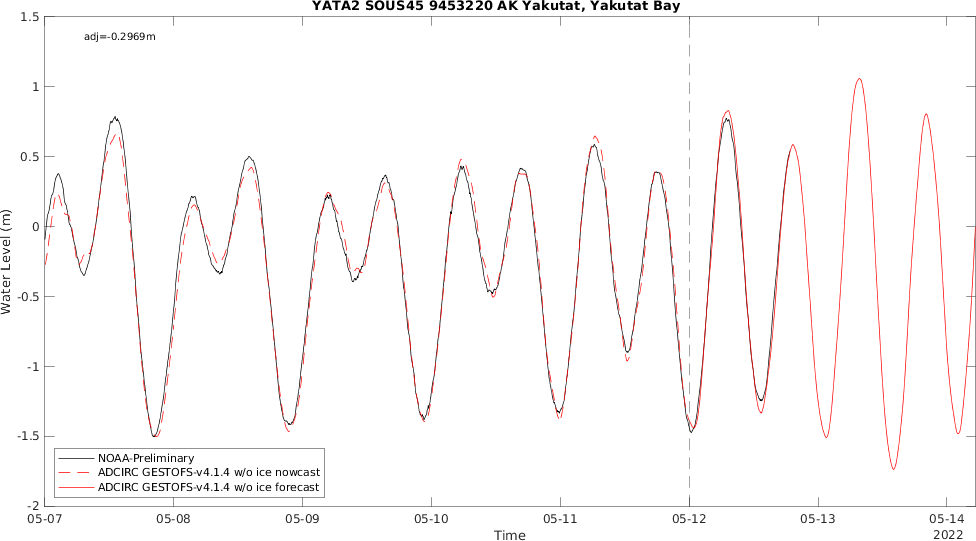 YATA2 SOUS45 9453220 AK Yakutat, Yakutat Bay
adj=-0.2969m
1.5
1
0.5
0
-0.5
-1
-1.5
-2
Water Level (m)
NOAA-Preliminary
ADCIRC GESTOFS-v4.1.4 w/o ice nowcast
ADCIRC GESTOFS-v4.1.4 w/o ice forecast
05-07 05-08 05-09 05-10 05-11 05-12 05-13 05-14
Time
2022